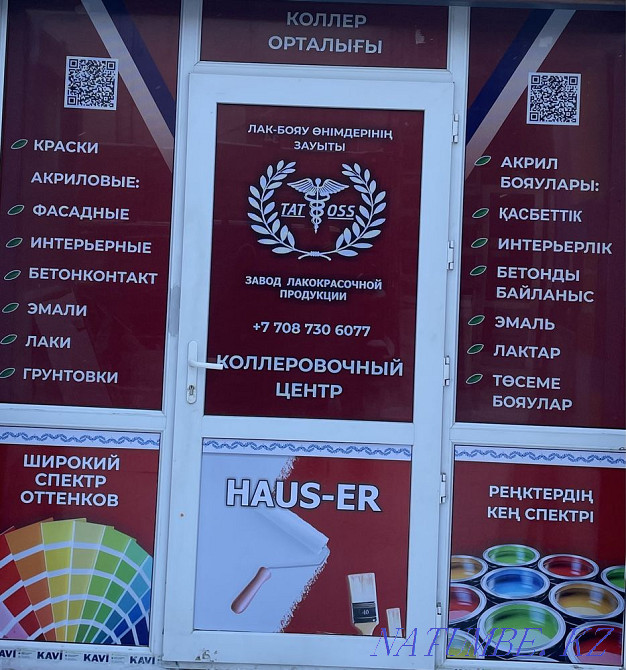 КОЛЛЕР
ОРТАЛЫҒЫ
КРАСКИ
АКРИЛОВЫЕ:
ФАСАДНЫЕ
ИНТЕРЬЕРНЫЕ
БЕТОНКОНТАКТ
ЭМАЛИ
ЛАКИ
ГРУНТОВКИ
ШИРОКИЙ
СПЕКТР
ОТТЕНКОВ
KAVİ KAVİ KAVİ
ЛАК-БОЯУ ӨНІМДЕРІНІҢ
ЗАУЫТЫ
TAT OSS
ЗАВОД ЛАКОКРАСОЧНОЙ
ПРОДУКЦИИ
+7 708 730 6077
КОЛЛЕРОВОЧНЫЙ
ЦЕНТР
HAUS-ER
40
АКРИЛ
БОЯУЛАРЫ:
ҚАСБЕТТІК
ИНТЕРЬЕРЛІК
БЕТОНДЫ
БАЙЛАНЫС
ЭМАЛЬ
ЛАКТАР
ТӨСЕМЕ
БОЯУЛАР
РЕҢКТЕРДІҢ
КЕҢ СПЕКТРІ
NATUMBE.KZ